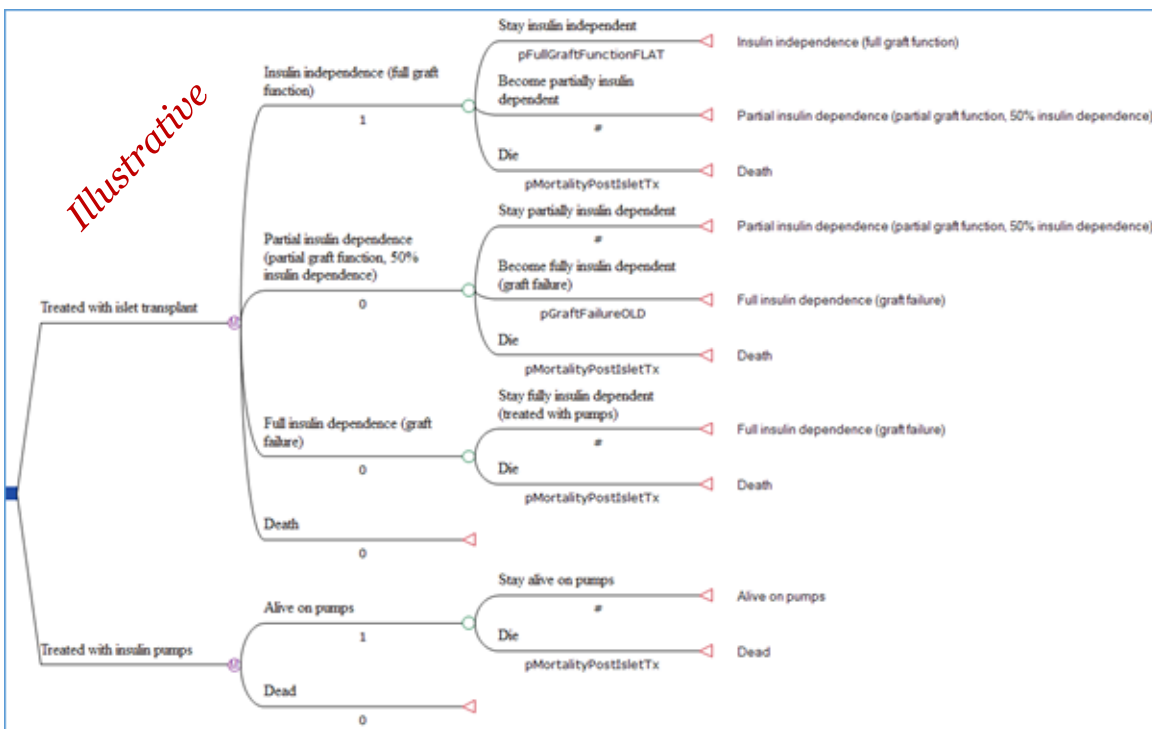 Illustrative
Stay insulin independent
pFullGraftFunctionFLAT
Insulin independence (full graft function)
Insulin independence (full graft
function)
1
Become partially insulin
dependent
#
Partial insulin dependence (partial graft function, 50% insulin dependence)
Die
pMortalityPostIsletTx
Death
Stay partially insulin dependent
#
Partial insulin dependence (partial graft function, 50% insulin dependence)
Partial insulin dependence
(partial graft function, 50%
insulin dependence)
0
Become fully insulin dependent
(graft failure)
pGraftFailureOLD
Full insulin dependence (graft failure)
Die
pMortalityPostIsletTx
Death
Treated with islet transplant
M
Stay fully insulin dependent
(treated with pumps)
#
Full insulin dependence (graft failure)
Full insulin dependence (graft
failure)
0
Die
pMortalityPostIsletTx
Death
Death
0
Stay alive on pumps
#
Alive on pumps
Alive on pumps
1
Die
pMortalityPostIsletTx
Dead
Treated with insulin pumps
M
Dead
0